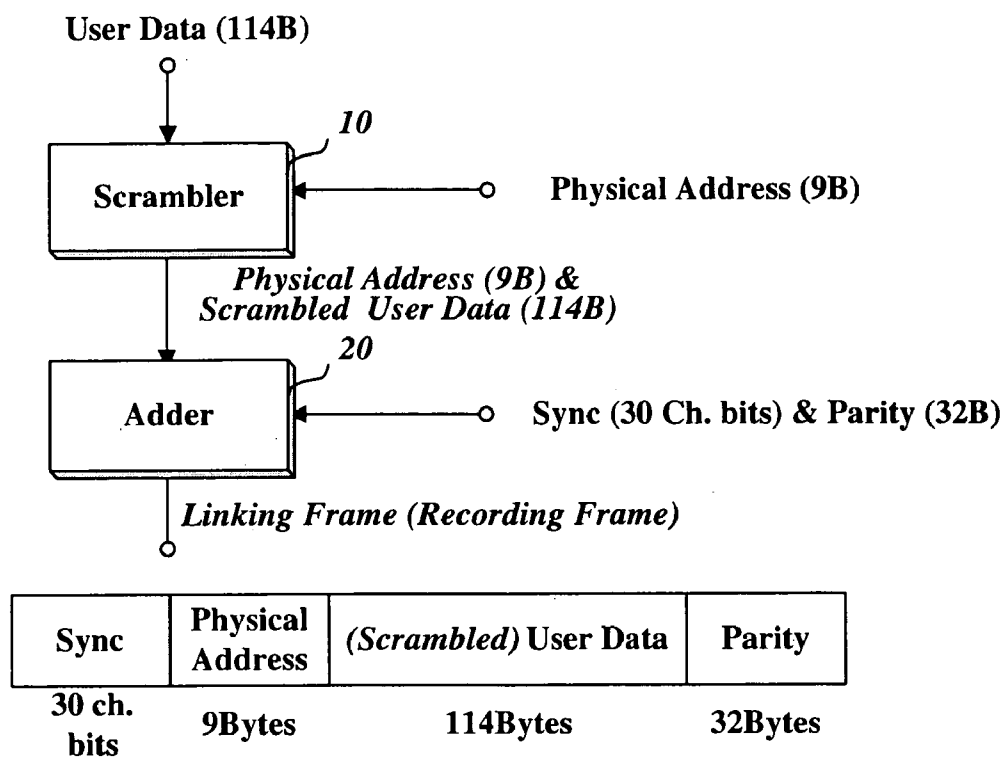 User Data (114B)
10
Scrambler
Physical Address (9B)
Physical Address (9B) &
Scrambled User Data (114B)
20
Adder
Sync (30 Ch. bits) & Parity (32B)
Linking Frame (Recording Frame)
Sync
Physical
Address
(Scrambled) User Data
Parity
30 ch.
bits
9Bytes
114Bytes
32Bytes